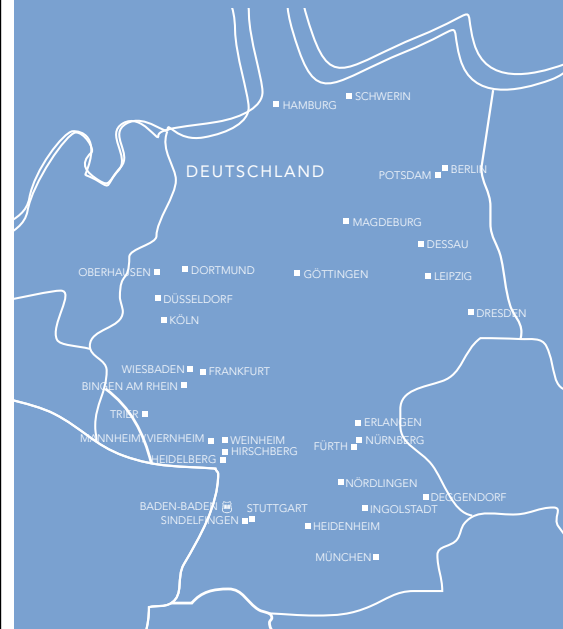 SCHWERIN
HAMBURG
DEUTSCHLAND
BERLIN
POTSDAM
MAGDEBURG
DESSAU
OBERHAUSEN
DORTMUND
GÖTTINGEN
LEIPZIG
DÜSSELDORF
DRESDEN
KÖLN
WIESBADEN
FRANKFURT
BINGEN AM RHEIN
TRIER
ERLANGEN
MANNHEIM/VIERNHEIM
WEINHEIM
NÜRNBERG
FÜRTH
HIRSCHBERG
HEIDELBERG
NÖRDLINGEN
DEGGENDORF
BADEN-BADEN
STUTTGART
INGOLSTADT
SINDELFINGEN
HEIDENHEIM
MÜNCHEN